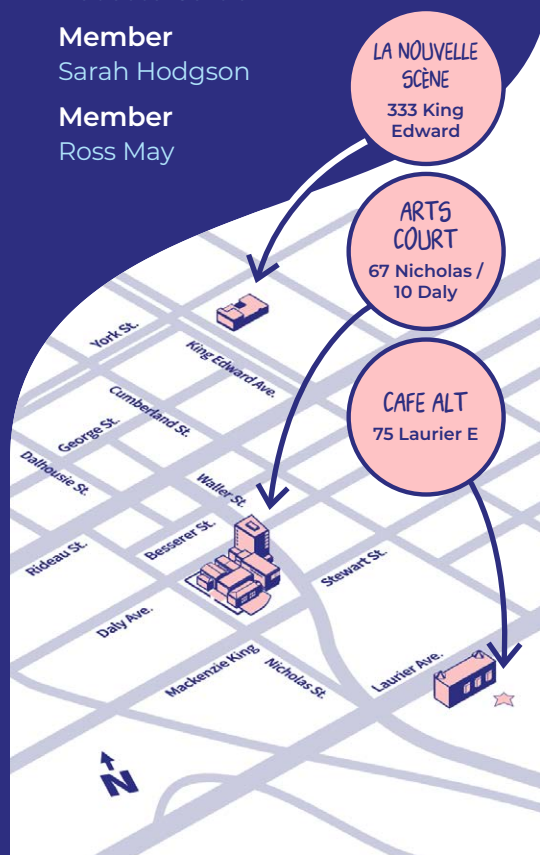 Member
Sarah Hodgson
Member
Ross May
LA NOUVELLE
SCÈNE
333 King
Edward
ARTS
COURT
67 Nicholas /
10 Daly
CAFE ALT
75 Laurier E
York St.
King Edward Ave.
Cumberland St.
George St.
Dalhousie St.
Waller St.
Besserer St.
Rideau St.
Stewart St.
Daly Ave.
Mackenzie King
Nicholas St.
Laurier Ave.
N